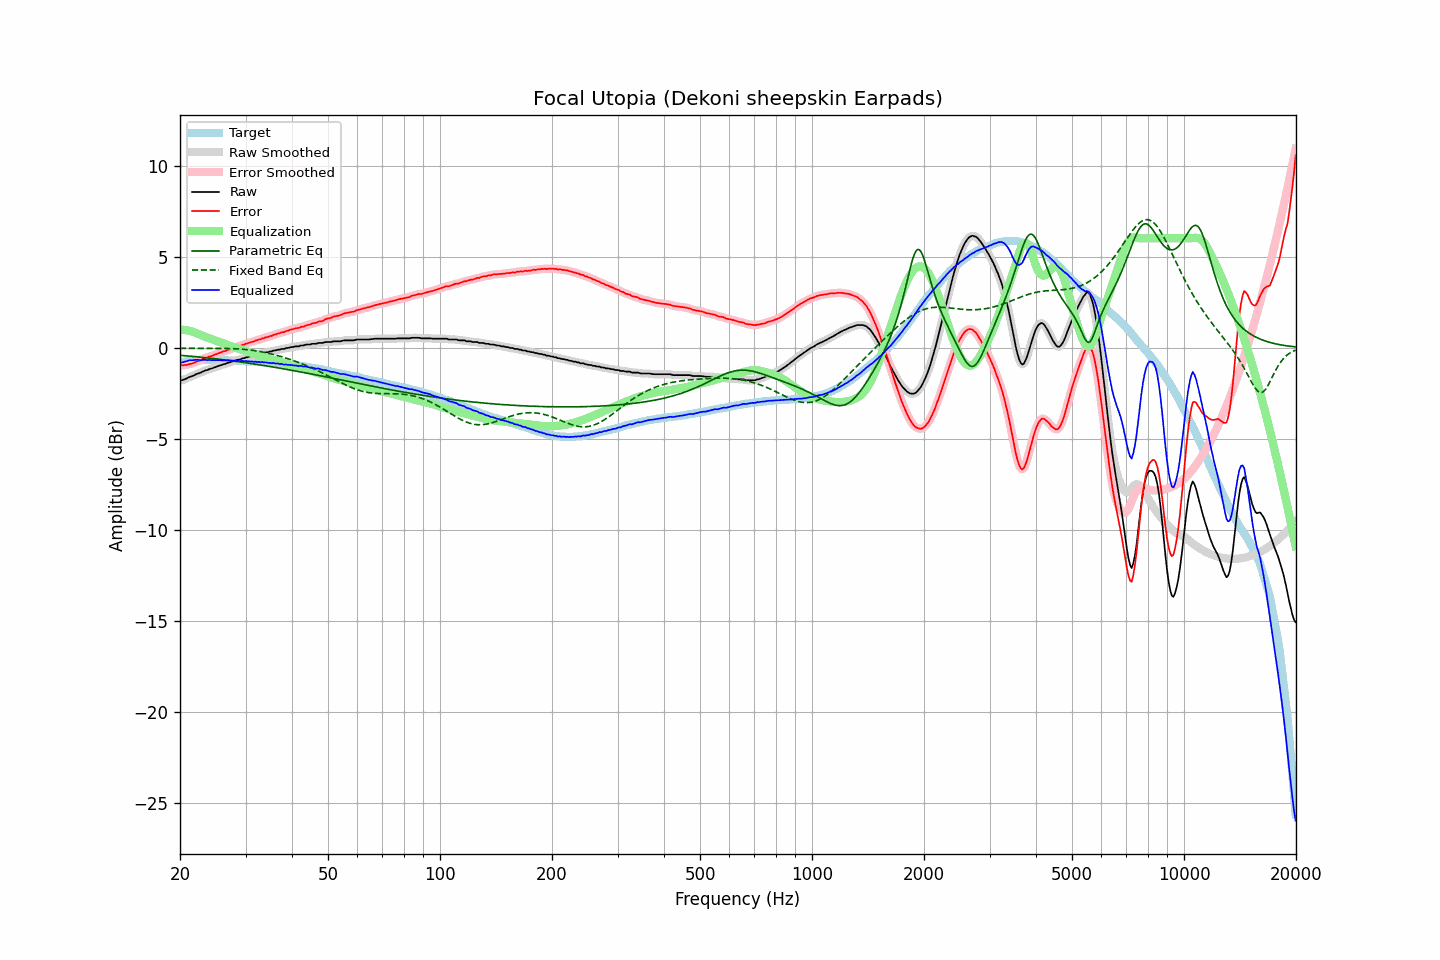 Focal Utopia (Dekoni sheepskin Earpads)
Target
Raw Smoothed
Error Smoothed
Raw
Error
Equalization
Parametric Eq
Fixed Band Eq
Equalized
10
5
0
−5
−10
−15
−20
−25
Amplitude (dBr)
20 50 100 200 500 1000 2000 5000 10000 20000
Frequency (Hz)